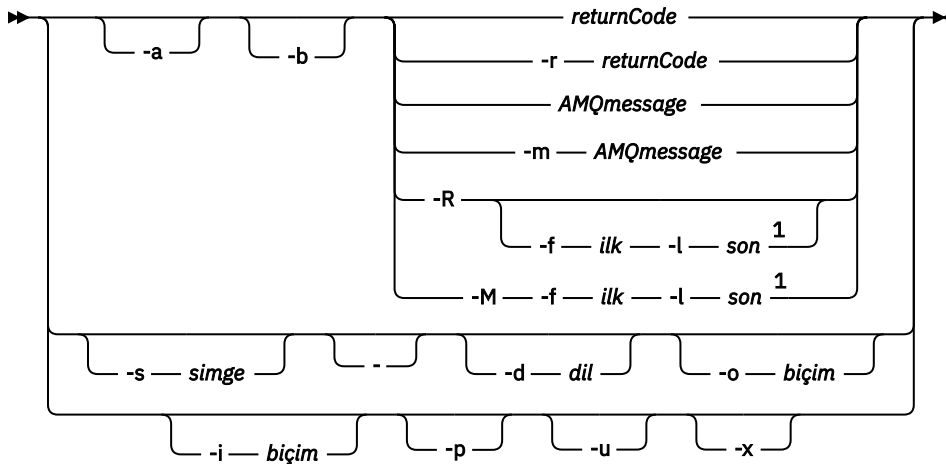 -a -b returnCode
-r returnCode
AMQmessage
-m AMQmessage
-R
-f ilk -l son 1
-M -f ilk -l son 1
-s simge - -d dil -o biçim
-i biçim -p -u -x